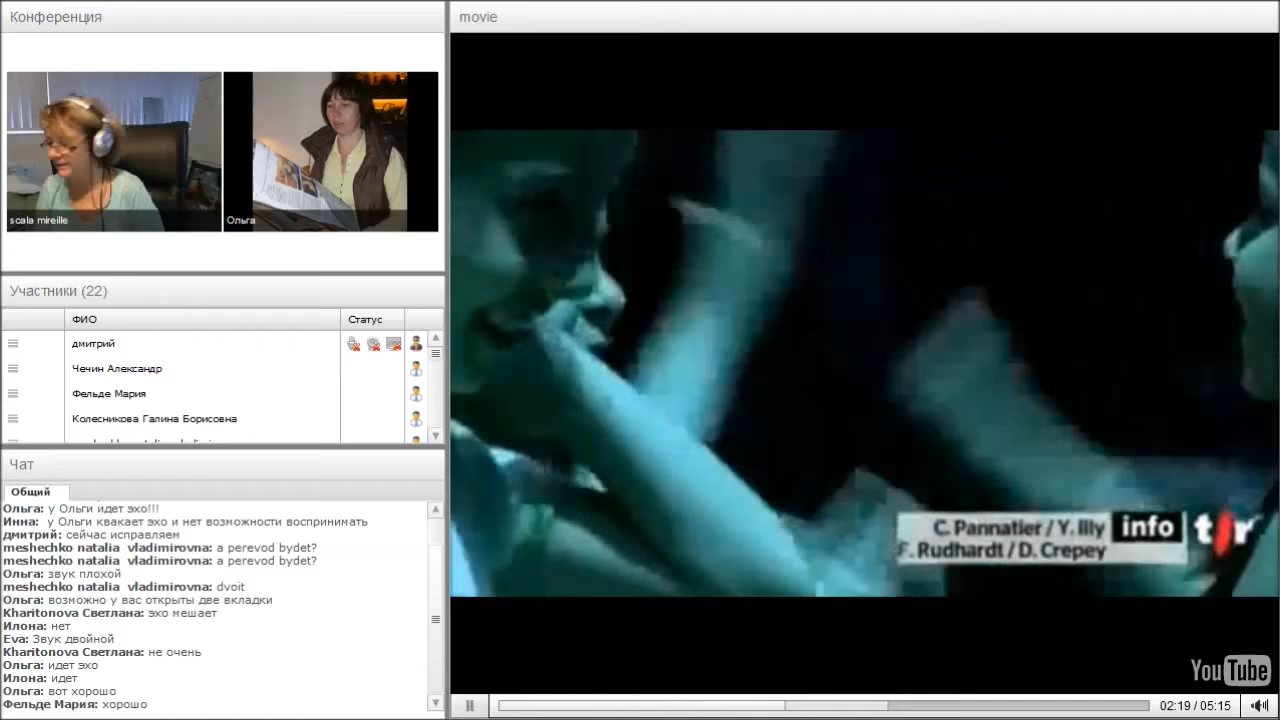 Конференция
scala mireille
Ольга
Участники (22)
ФИО
Статус
дмитрий
Чечин Александр
Фельде Мария
Колесникова Галина Борисовна
Чат
Общий
Ольга: у Ольги идет эхо!!!
Инна: у Ольги квакает эхо и нет возможности воспринимать
дмитрий: сейчас исправляем
meshechko natalia vladimirovna: a perevod bydet?
meshechko natalia vladimirovna: a perevod bydet?
Ольга: звук плохой
meshechko natalia vladimirovna: dvoit
Ольга: возможно у вас открыты две вкладки
Kharitonova Светлана: эхо мешает
Илона: нет
Eva: Звук двойной
Kharitonova Светлана: не очень
Ольга: идет эхо
Илона: идет
Ольга: вот хорошо
Фельде Мария: хорошо
movie
C. Pannatier / Y. Illy
F. Rudhardt / D. Crepey
info
tsr
YouTube
02:19 / 05:15